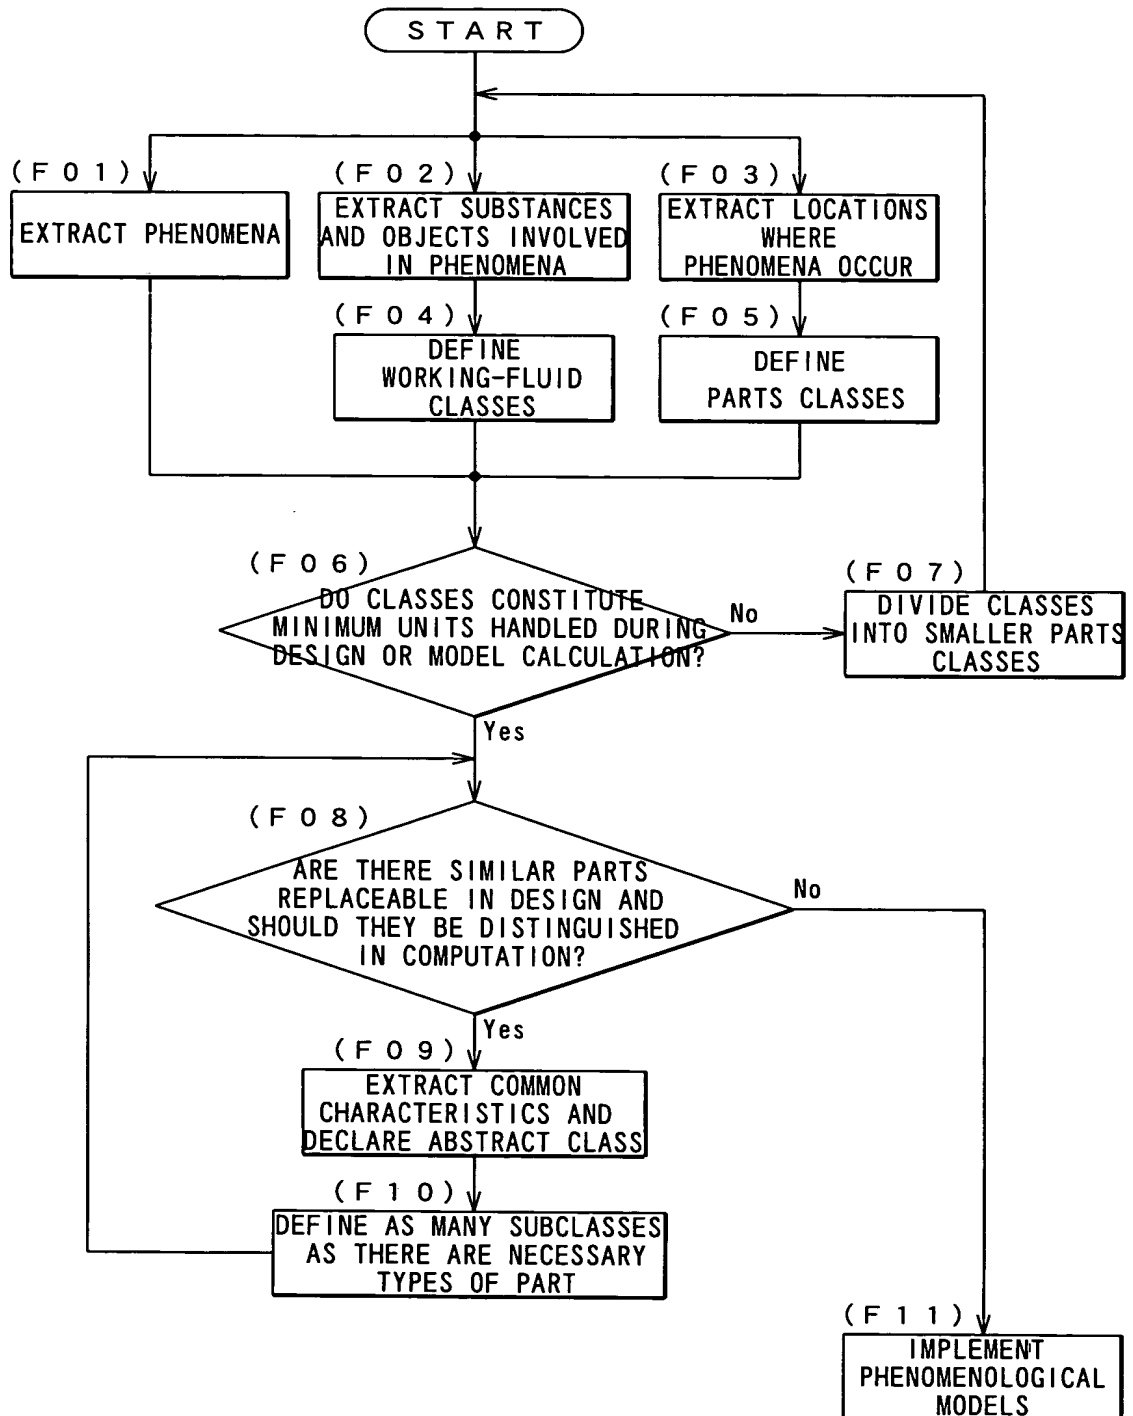 START
(F01)
EXTRACT PHENOMENA
(F02)
EXTRACT SUBSTANCES
AND OBJECTS INVOLVED
IN PHENOMENA
(F03)
EXTRACT LOCATIONS
WHERE
PHENOMENA OCCUR
(F04)
DEFINE
WORKING-FLUID
CLASSES
(F05)
DEFINE
PARTS CLASSES
(F06)
DO CLASSES CONSTITUTE
MINIMUM UNITS HANDLED DURING
DESIGN OR MODEL CALCULATION?
No
(F07)
DIVIDE CLASSES
INTO SMALLER PARTS
CLASSES
Yes
(F08)
ARE THERE SIMILAR PARTS
REPLACEABLE IN DESIGN AND
SHOULD THEY BE DISTINGUISHED
IN COMPUTATION?
No
Yes
(F09)
EXTRACT COMMON
CHARACTERISTICS AND
DECLARE ABSTRACT CLASS
(F10)
DEFINE AS MANY SUBCLASSES
AS THERE ARE NECESSARY
TYPES OF PART
(F11)
IMPLEMENT
PHENOMENOLOGICAL
MODELS